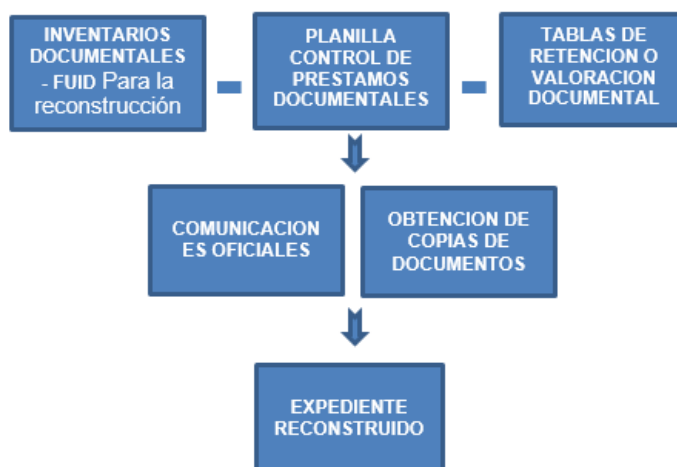 INVENTARIOS
DOCUMENTALES
- FUID Para la
reconstrucción
PLANILLA
CONTROL DE
PRESTAMOS
DOCUMENTALES
TABLAS DE
RETENCION O
VALORACION
DOCUMENTAL
COMUNICACION
ES OFICIALES
OBTENCION DE
COPIAS DE
DOCUMENTOS
EXPEDIENTE
RECONSTRUIDO